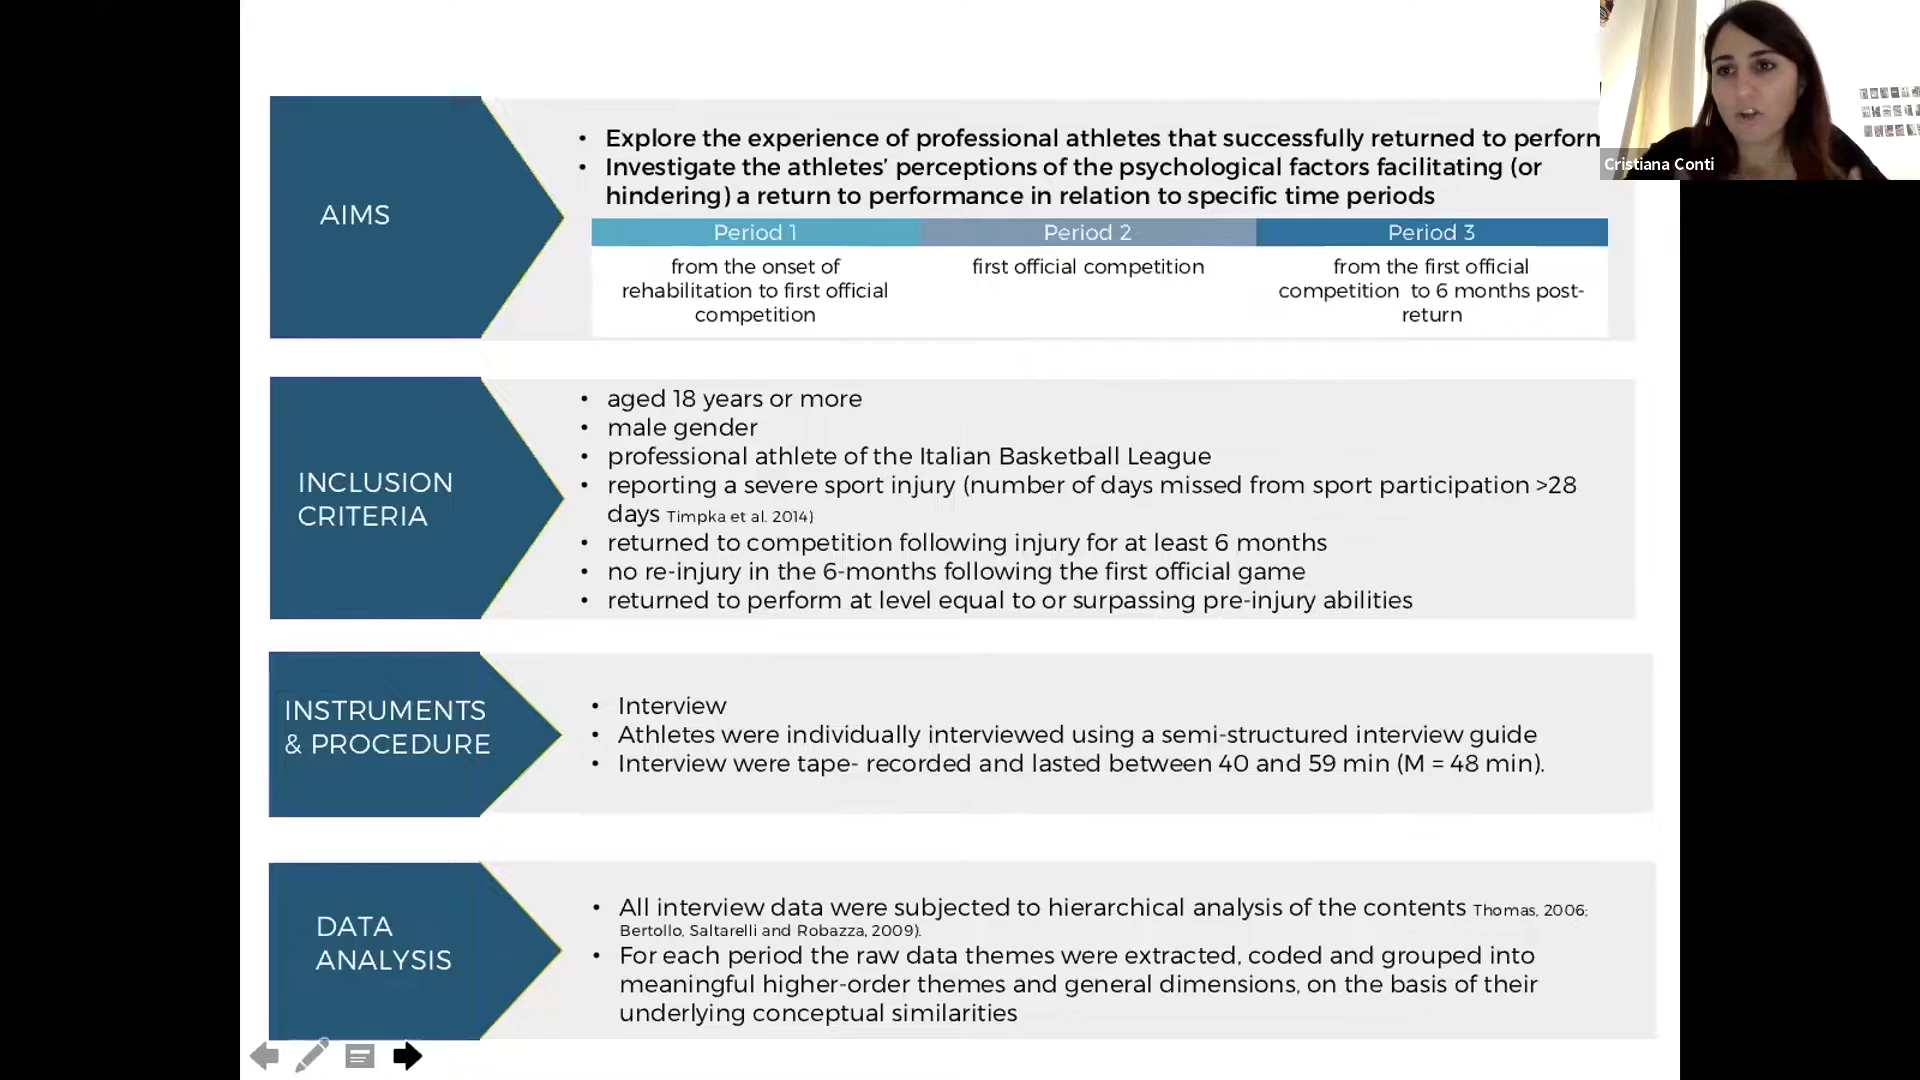 AIMS
• Explore the experience of professional athletes that successfully returned to perform
• Investigate the athletes' perceptions of the psychological factors facilitating (or
hindering) a return to performance in relation to specific time periods
Period 1
Period 2
Period 3
from the onset of
rehabilitation to first official
competition
first official competition
from the first official
competition to 6 months post-
return
Cristiana Conti
INCLUSION
CRITERIA
• aged 18 years or more
• male gender
• professional athlete of the Italian Basketball League
• reporting a severe sport injury (number of days missed from sport participation >28
days Timpka et al. 2014)
• returned to competition following injury for at least 6 months
• no re-injury in the 6-months following the first official game
• returned to perform at level equal to or surpassing pre-injury abilities
INSTRUMENTS
& PROCEDURE
• Interview
• Athletes were individually interviewed using a semi-structured interview guide
• Interview were tape- recorded and lasted between 40 and 59 min (M = 48 min).
DATA
ANALYSIS
• All interview data were subjected to hierarchical analysis of the contents Thomas, 2006;
Bertollo, Saltarelli and Robazza, 2009).
• For each period the raw data themes were extracted, coded and grouped into
meaningful higher-order themes and general dimensions, on the basis of their
underlying conceptual similarities